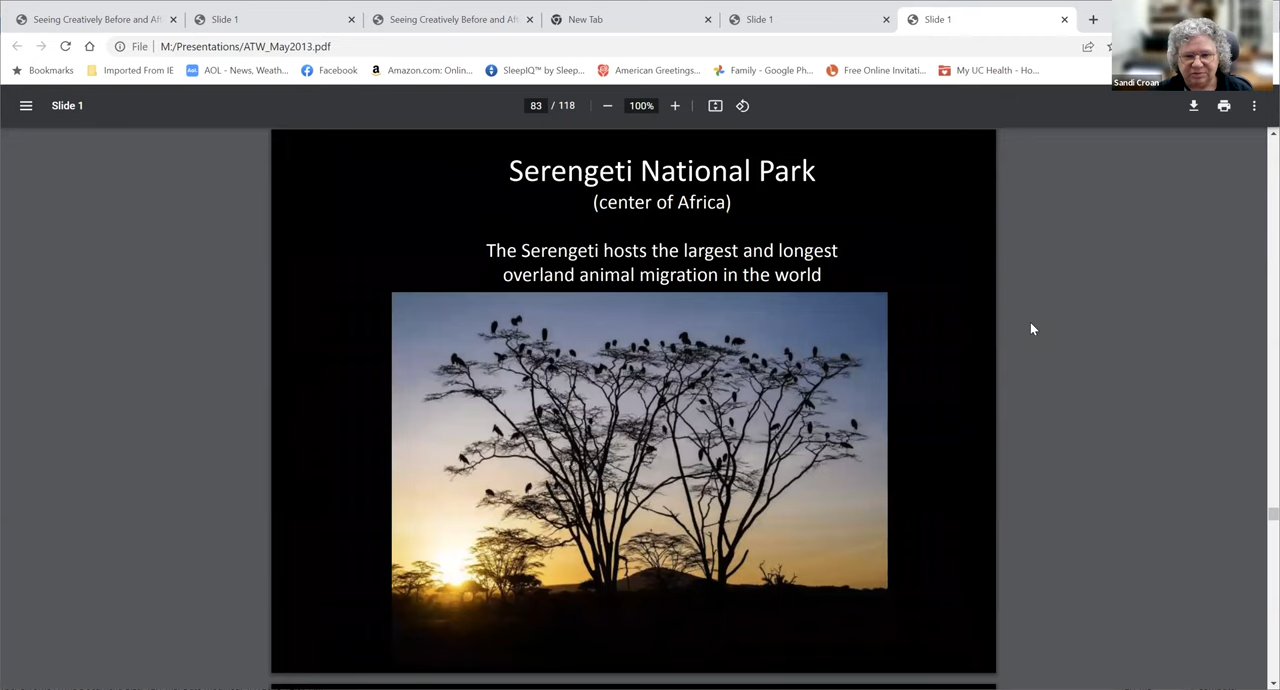 Seeing Creatively Before and Aft
Slide 1
Seeing Creatively Before and Aft
New Tab
Slide 1
Slide 1
File
M:/Presentations/ATW_May2013.pdf
Bookmarks
Imported From IE
AOL - News, Weath...
Facebook
Amazon.com: Onlin...
SleepIQ™ by Sleep...
American Greetings...
Family - Google Ph...
Free Online Invitati...
My UC Health - Ho...
Sandi Croan
Slide 1
83 / 118
100%
Serengeti National Park
(center of Africa)
The Serengeti hosts the largest and longest
overland animal migration in the world